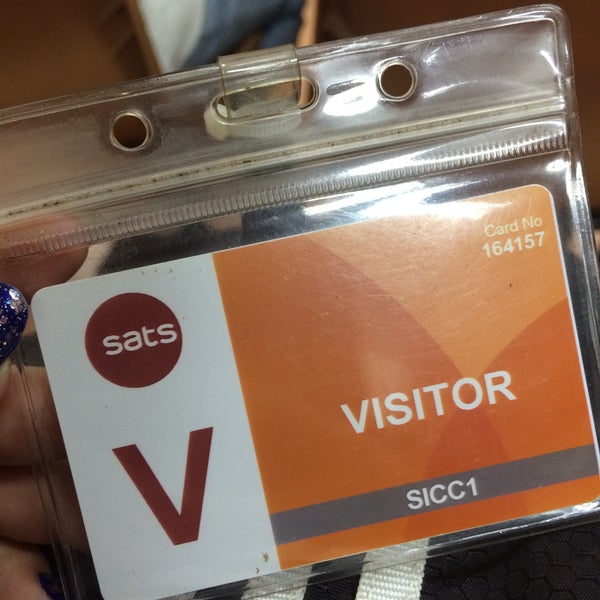 Card No
164157
sats
V
VISITOR
SICC1